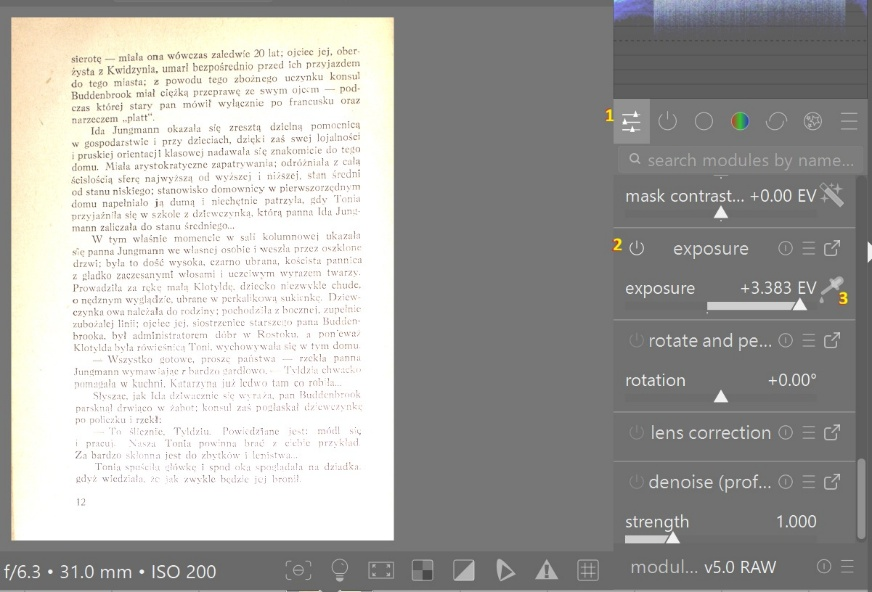 sierotę — miała ona wówczas zaledwie 20 lat; ojciec jej, ober-
żysta z Kwidzynia, umarł bezpośrednio przed ich przyjazdem
do tego miasta; z powodu tego zbożnego uczynku konsul
Buddenbrook miał ciężką przeprawę ze swym ojcem — pod-
czas której stary pan mówił wyłącznie po francusku oraz
narzeczem „platt".
Ida Jungmann okazała się zresztą dzielną pomocnicą
w gospodarstwie i przy dzieciach, dzięki zaś swej lojalności
i pruskiej orientacji klasowej nadawała się znakomicie do tego
domu. Miała arystokratyczne zapatrywania; odróżniała z całą
ścisłością sferę najwyższą od wyższej i niższej, stan średni
od stanu niskiego; stanowisko domownicy w pierwszorzędnym
domu napełniało ją dumą i niechętnie patrzyła, gdy Tonia
przyjaźniła się w szkole z dziewczynką, którą panna Ida Jung-
mann zaliczała do stanu średniego...
W tym właśnie momencie w sali kolumnowej ukazała
się panna Jungmann we własnej osobie i weszła przez oszklone
drzwi; była to dość wysoka, czarno ubrana, koścista pannica
z gładko zaczesanymi włosami i uczciwym wyrazem twarzy.
Prowadziła za rękę małą Klotyldę, dziecko niezwykle chude,
o nędznym wyglądzie, ubrane w perkalikową sukienkę. Dziew-
czynka owa należała do rodziny; pochodziła z bocznej, zupełnie
zubożałej linii; ojciec jej, siostrzeniec starszego pana Budden-
brooka, był administratorem dóbr w Rostoku, a ponieważ
Klotylda była rówieśnicą Toni, wychowywała się w tym domu.
— Wszystko gotowe, proszę państwa — rzekła panna
Jungmann wymawiając r bardzo gardłowo. — Tyldzia chwacko
pomagała w kuchni, Katarzyna już ledwo tam co robiła...
Słysząc, jak Ida dziwacznie się wyraża, pan Buddenbrook
parsknął drwiąco w żabot; konsul zaś pogłaskał dziewczynkę
po policzku i rzekł:
— To ślicznie, Tyldziu. Powiedziane jest: módl się
i pracuj. Nasza Tonia powinna brać z ciebie przykład.
Za bardzo skłonna jest do zbytków i lenistwa...
Tonia spuściła główkę i spod oka spoglądała na dziadka,
gdyż wiedziała, że jak zwykle będzie jej bronił.
12
1
search modules by name...
mask contrast... +0.00 EV
2 exposure
exposure +3.383 EV
3
rotate and pe...
rotation +0.00°
lens correction
denoise (prof...
strength 1.000
f/6.3 • 31.0 mm • ISO 200
modul... v5.0 RAW